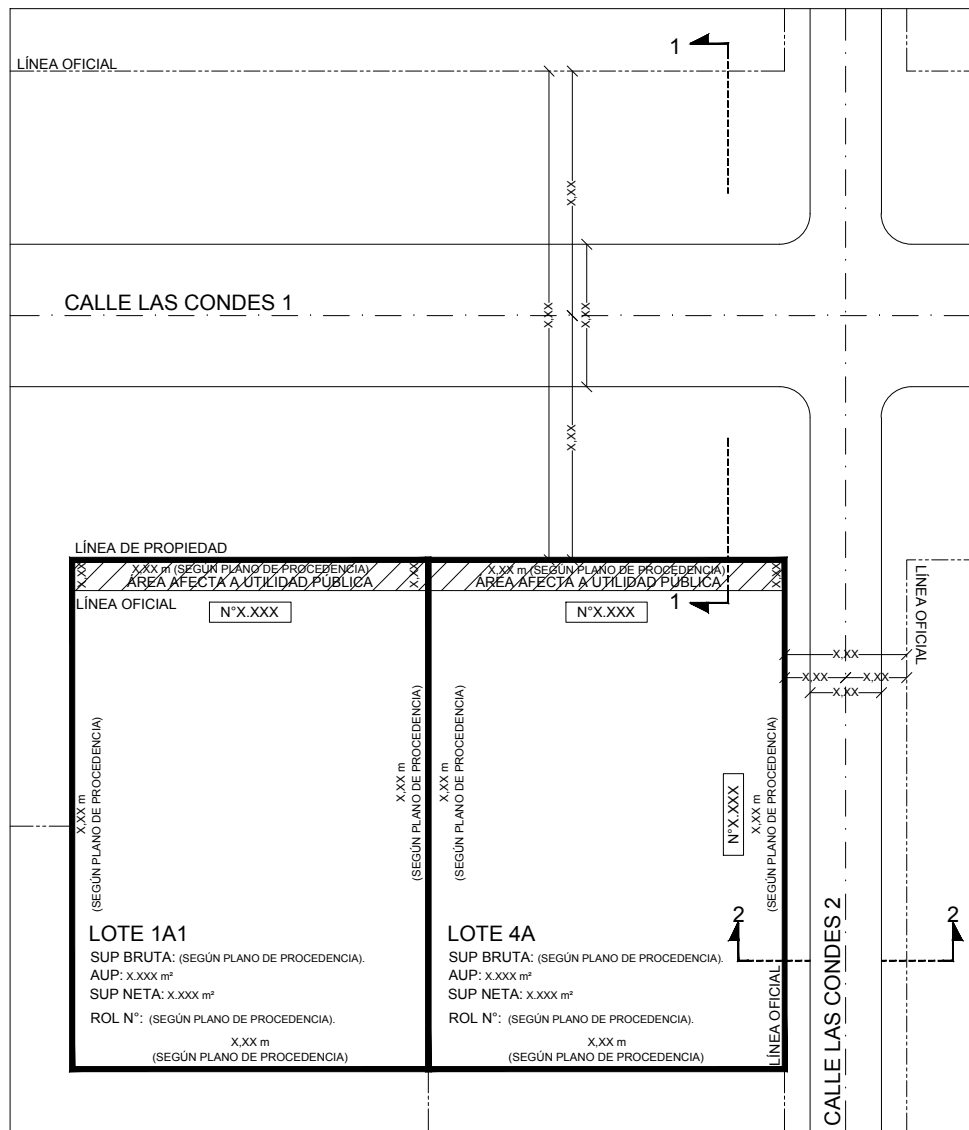 1
LÍNEA OFICIAL
X,XX
CALLE LAS CONDES 1
X,XX
X,XX
X,XX
LÍNEA DE PROPIEDAD
X,XX
X,XX m (SEGÚN PLANO DE PROCEDENCIA)
ÁREA AFECTA A UTILIDAD PÚBLICA
X,XX
X,XX m (SEGÚN PLANO DE PROCEDENCIA)
ÁREA AFECTA A UTILIDAD PÚBLICA
X,XX
LÍNEA OFICIAL
N°X.XXX
N°X.XXX
1
LÍNEA OFICIAL
X,XX
X,XX
X,XX
X,XX
X,XX m
(SEGÚN PLANO DE PROCEDENCIA)
X,XX m
(SEGÚN PLANO DE PROCEDENCIA)
X,XX m
(SEGÚN PLANO DE PROCEDENCIA)
N°X.XXX
X,XX m
(SEGÚN PLANO DE PROCEDENCIA)
LOTE 1A1
SUP BRUTA: (SEGÚN PLANO DE PROCEDENCIA).
AUP: X.XXX m²
SUP NETA: X.XXX m²
ROL N°: (SEGÚN PLANO DE PROCEDENCIA).
X,XX m
(SEGÚN PLANO DE PROCEDENCIA)
LOTE 4A
SUP BRUTA: (SEGÚN PLANO DE PROCEDENCIA).
AUP: X.XXX m²
SUP NETA: X.XXX m²
ROL N°: (SEGÚN PLANO DE PROCEDENCIA).
X,XX m
(SEGÚN PLANO DE PROCEDENCIA)
2
2
LÍNEA OFICIAL
CALLE LAS CONDES 2